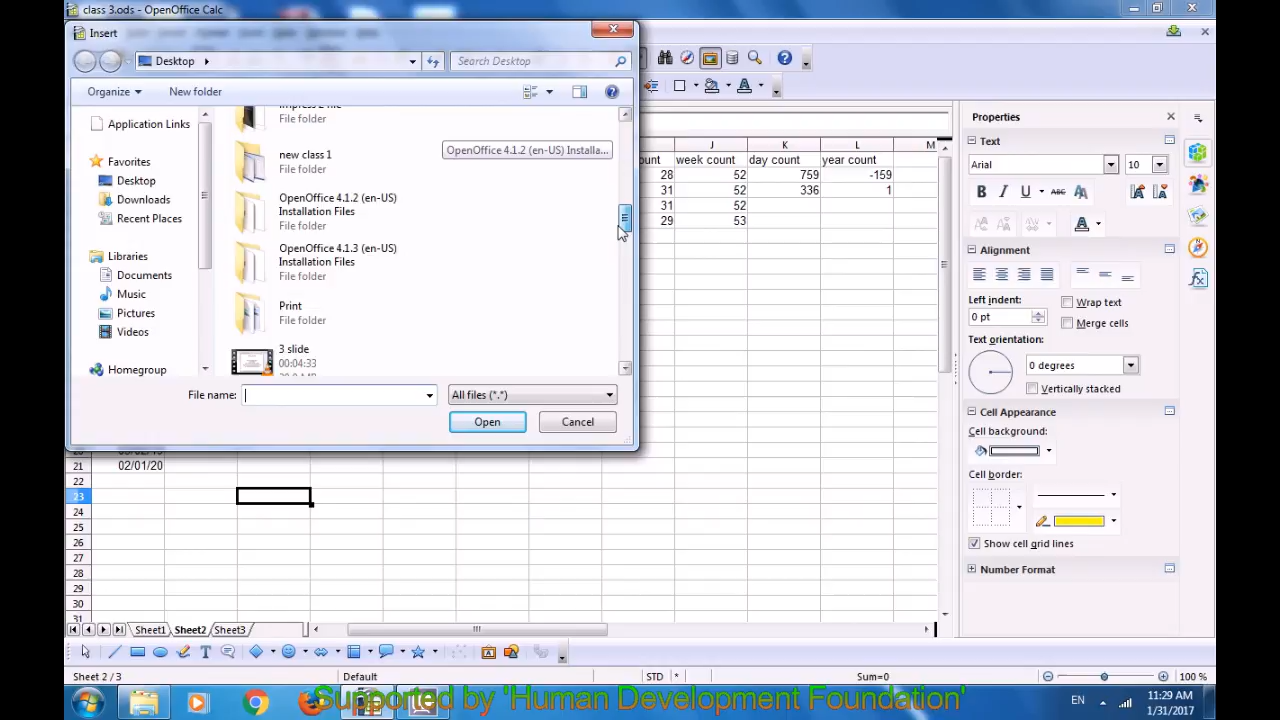 class 3.ods - OpenOffice Calc
Insert
Desktop
Search Desktop
Organize
New folder
Application Links
Favorites
Desktop
Downloads
Recent Places
Libraries
Documents
Music
Pictures
Videos
Homegroup
File folder
new class 1
File folder
OpenOffice 4.1.2 (en-US) Installa...
OpenOffice 4.1.2 (en-US)
Installation Files
File folder
OpenOffice 4.1.3 (en-US)
Installation Files
File folder
Print
File folder
3 slide
00:04:33
File name:
All files (*.*)
Open
Cancel
J K L M
week count day count year count
28 52 759 -159
31 52 336 1
31 52
29 53
21 02/01/20
22
23
24
25
26
27
28
29
30
31
Properties
Text
Arial
10
Alignment
Left indent:
0 pt
Wrap text
Merge cells
Text orientation:
0 degrees
Vertically stacked
Cell Appearance
Cell background:
Cell border:
Show cell grid lines
Number Format
Sheet1 Sheet2 Sheet3
Sheet 2 / 3
Default
STD
*
Sum=0
100 %
Supported by 'Human Development Foundation'
EN
11:29 AM
1/31/2017